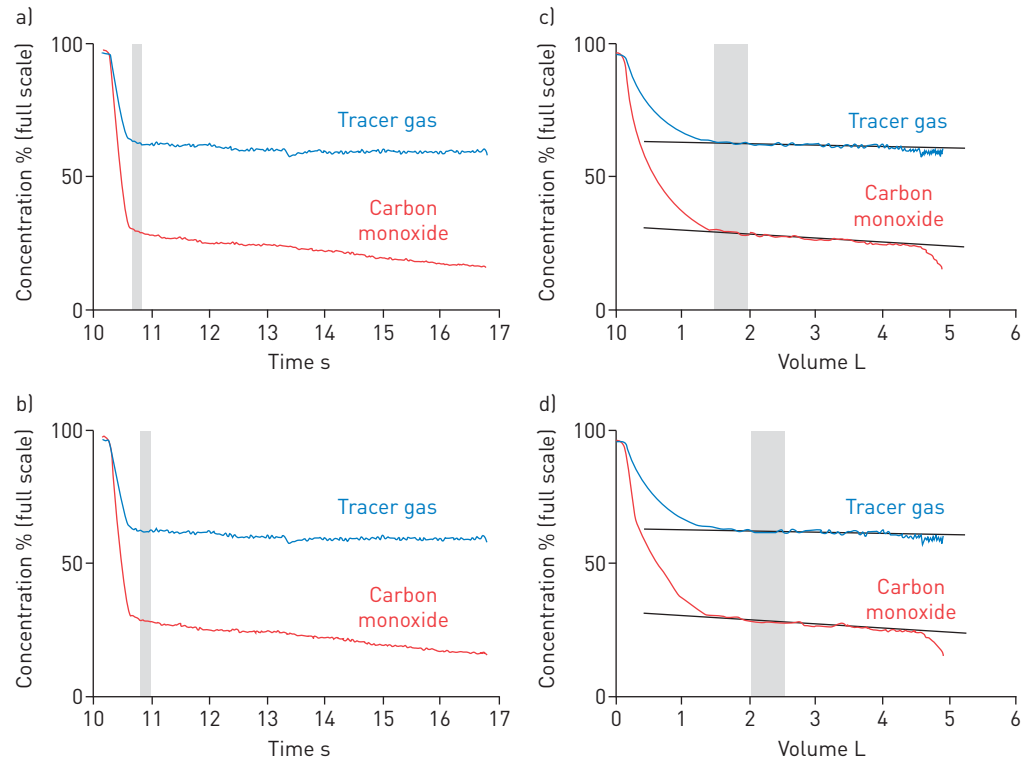 a)
Concentration % (full scale)
100
50
0
Tracer gas
Carbon
monoxide
10 11 12 13 14 15 16 17
Time s
c)
Concentration % (full scale)
100
50
0
Tracer gas
Carbon
monoxide
10 1 2 3 4 5 6
Volume L
b)
Concentration % (full scale)
100
50
0
Tracer gas
Carbon
monoxide
10 11 12 13 14 15 16 17
Time s
d)
Concentration % (full scale)
100
50
0
Tracer gas
Carbon
monoxide
0 1 2 3 4 5 6
Volume L